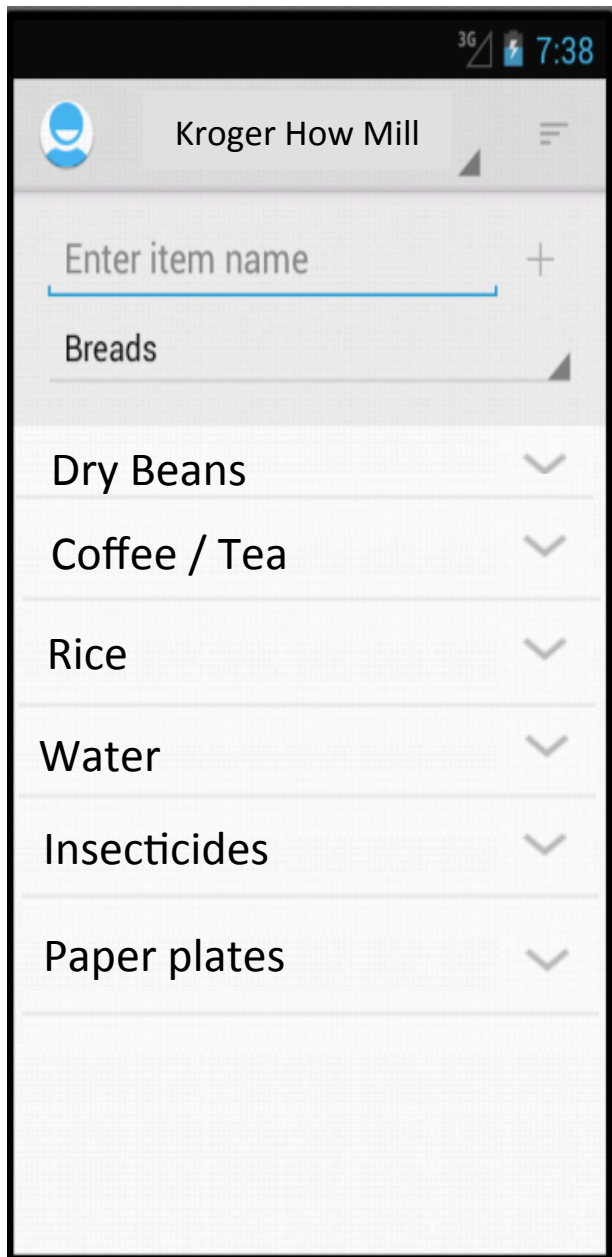 3G 7:38
Kroger How Mill
Enter item name
Breads
Dry Beans
Coffee / Tea
Rice
Water
Insecticides
Paper plates